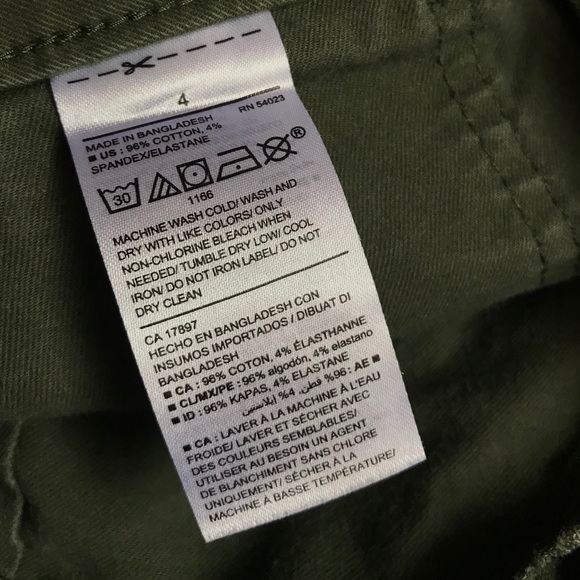 4
MADE IN BANGLADESH
RN 54023
■ US : 96% COTTON, 4%
SPANDEX/ELASTANE
30
1166
®
MACHINE WASH COLD/ WASH AND
DRY WITH LIKE COLORS/ ONLY
NON-CHLORINE BLEACH WHEN
NEEDED/ TUMBLE DRY LOW/ COOL
IRON/ DO NOT IRON LABEL/ DO NOT
DRY CLEAN
CA 17897
HECHO EN BANGLADESH CON
INSUMOS IMPORTADOS / DIBUAT DI
BANGLADESH
■ CA : 96% COTON, 4% ÉLASTHANNE
■ CL/MX/PE : 96% algodón, 4% elastano
■ ID : 96% KAPAS, 4% ELASTANE
■ AE : 96% قطن، 4% إيلاستين
■ CA : LAVER À LA MACHINE À L'EAU
FROIDE/ LAVER ET SÉCHER AVEC
DES COULEURS SEMBLABLES/
UTILISER AU BESOIN UN AGENT
DE BLANCHIMENT SANS CHLORE
UNIQUEMENT/ SÉCHER À LA
MACHINE À BASSE TEMPÉRATURE/